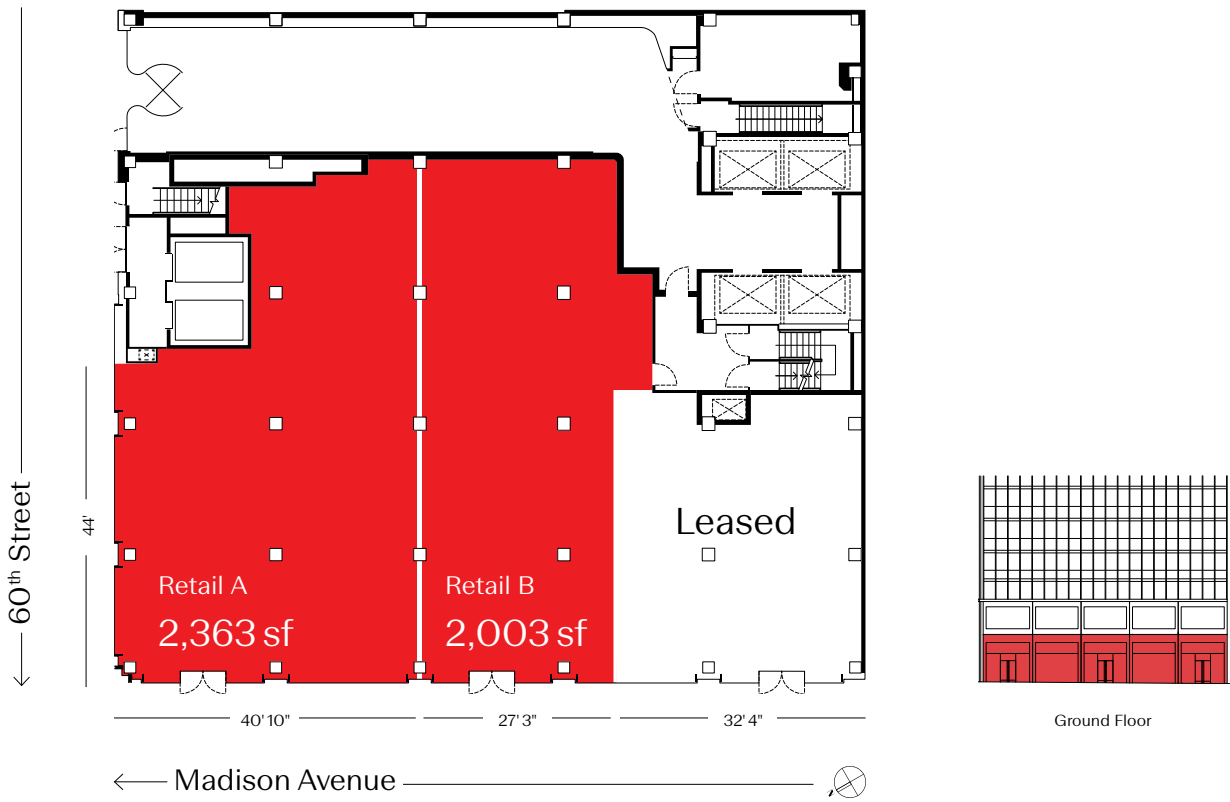 60th Street
44'
Leased
Retail A
2,363 sf
Retail B
2,003 sf
40' 10"
27' 3"
32' 4"
Ground Floor
Madison Avenue